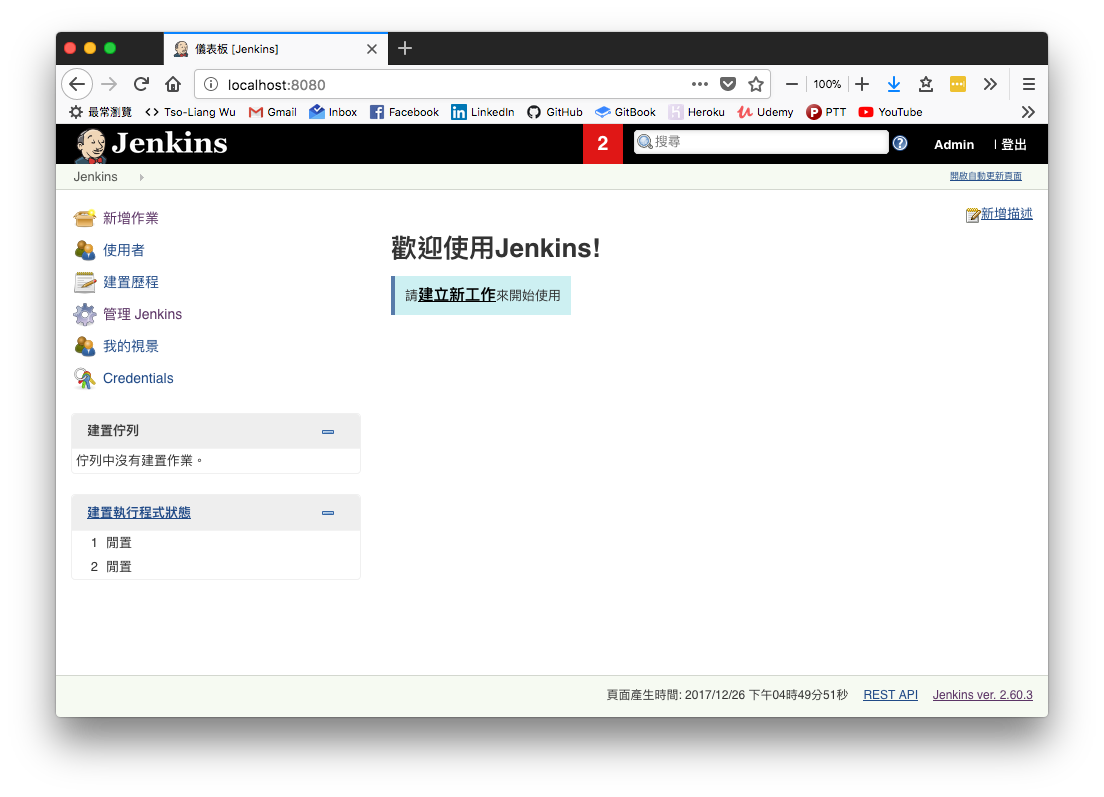 儀表板 [Jenkins]
localhost:8080
100%
最常瀏覽 Tso-Liang Wu Gmail Inbox Facebook LinkedIn GitHub GitBook Heroku Udemy PTT YouTube
Jenkins
2
搜尋
Admin
登出
Jenkins
開啟自動更新頁面
新增作業
使用者
建置歷程
管理 Jenkins
我的視景
Credentials
新增描述
歡迎使用Jenkins!
請建立新工作來開始使用
建置佇列
佇列中沒有建置作業。
建置執行程式狀態
1 閒置
2 閒置
頁面產生時間: 2017/12/26 下午04時49分51秒 REST API Jenkins ver. 2.60.3